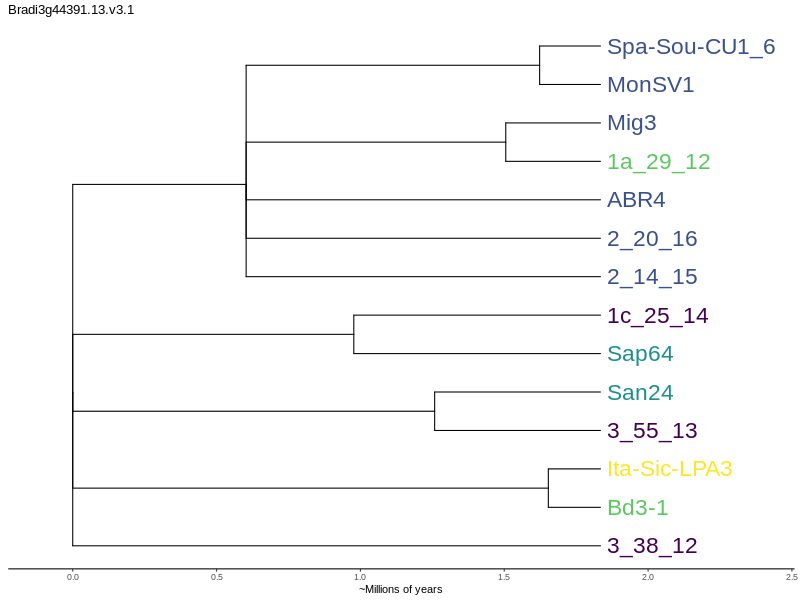 Bradi3g44391.13.v3.1
Spa-Sou-CU1_6
MonSV1
Mig3
1a_29_12
ABR4
2_20_16
2_14_15
1c_25_14
Sap64
San24
3_55_13
Ita-Sic-LPA3
Bd3-1
3_38_12
0.0 0.5 1.0 1.5 2.0 2.5
~Millions of years